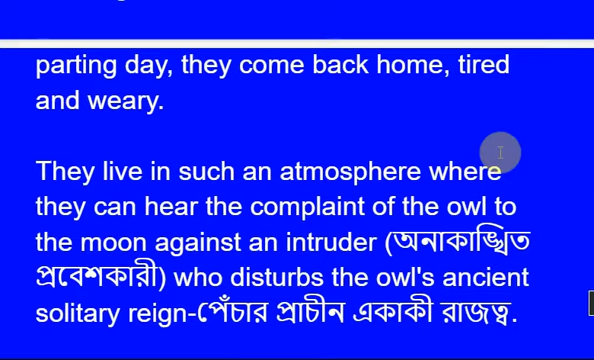 parting day, they come back home, tired
and weary.
They live in such an atmosphere where
they can hear the complaint of the owl to
the moon against an intruder (অনাকাঙ্খিত
প্রবেশকারী) who disturbs the owl's ancient
solitary reign-পেঁচার প্রাচীন একাকী রাজত্ব.